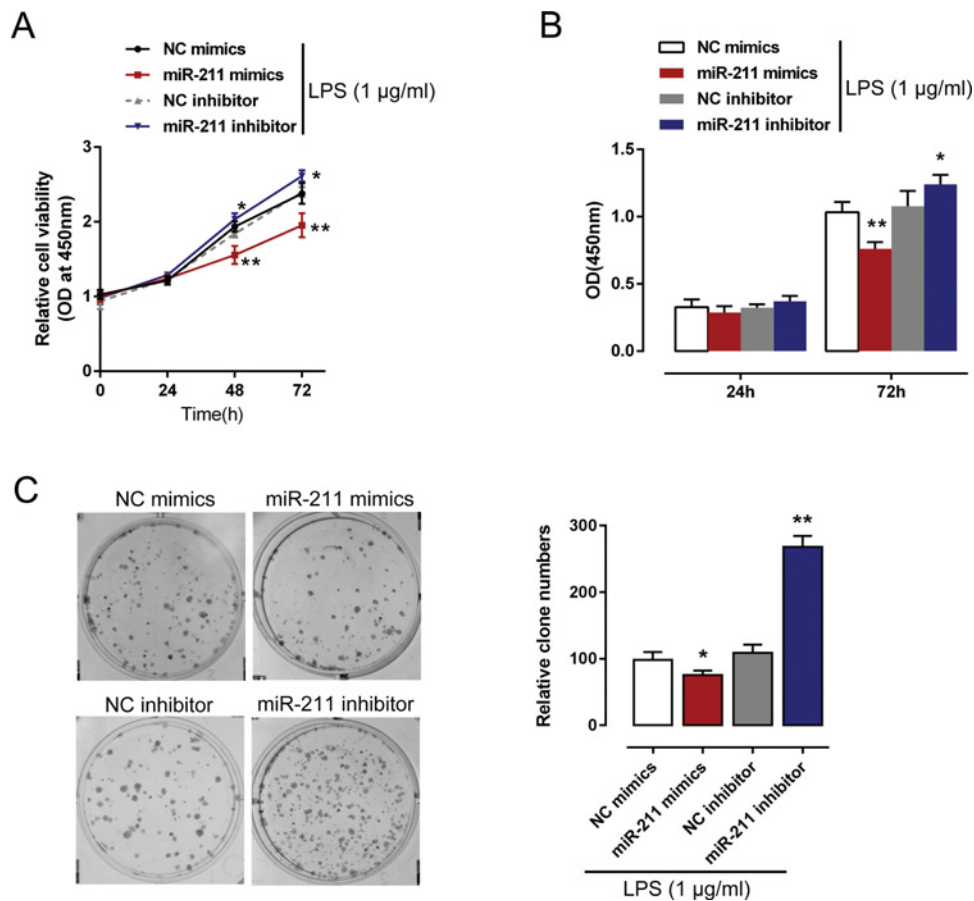 A
NC mimics
miR-211 mimics
NC inhibitor
miR-211 inhibitor
LPS (1 µg/ml)
Relative cell viability
(OD at 450nm)
3
2
1
0
*
*
**
**
0 24 48 72
Time(h)
B
NC mimics
miR-211 mimics
NC inhibitor
miR-211 inhibitor
LPS (1 µg/ml)
OD(450nm)
1.5
1.0
0.5
0.0
**
*
24h 72h
C
NC mimics miR-211 mimics
NC inhibitor miR-211 inhibitor
Relative clone numbers
300
200
100
0
*
**
NC mimics
miR-211 mimics
NC inhibitor
miR-211 inhibitor
LPS (1 µg/ml)